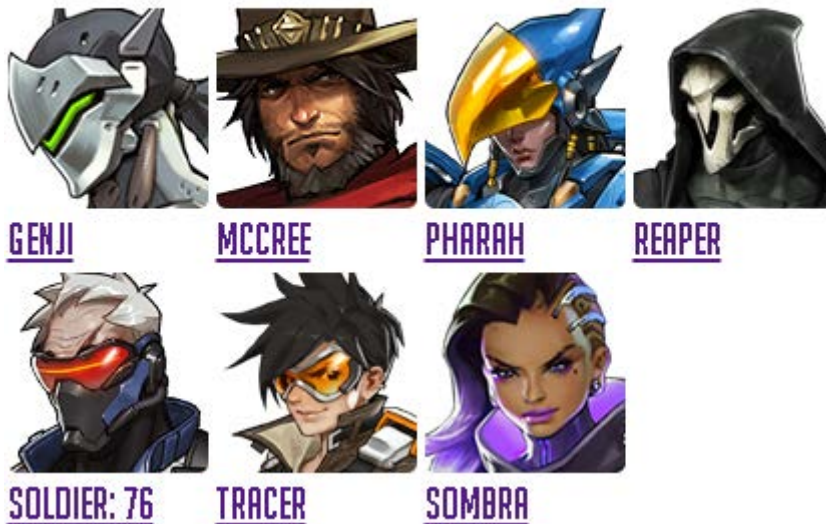 GENJI
MCCREE
PHARAH
REAPER
SOLDIER: 76
TRACER
SOMBRA